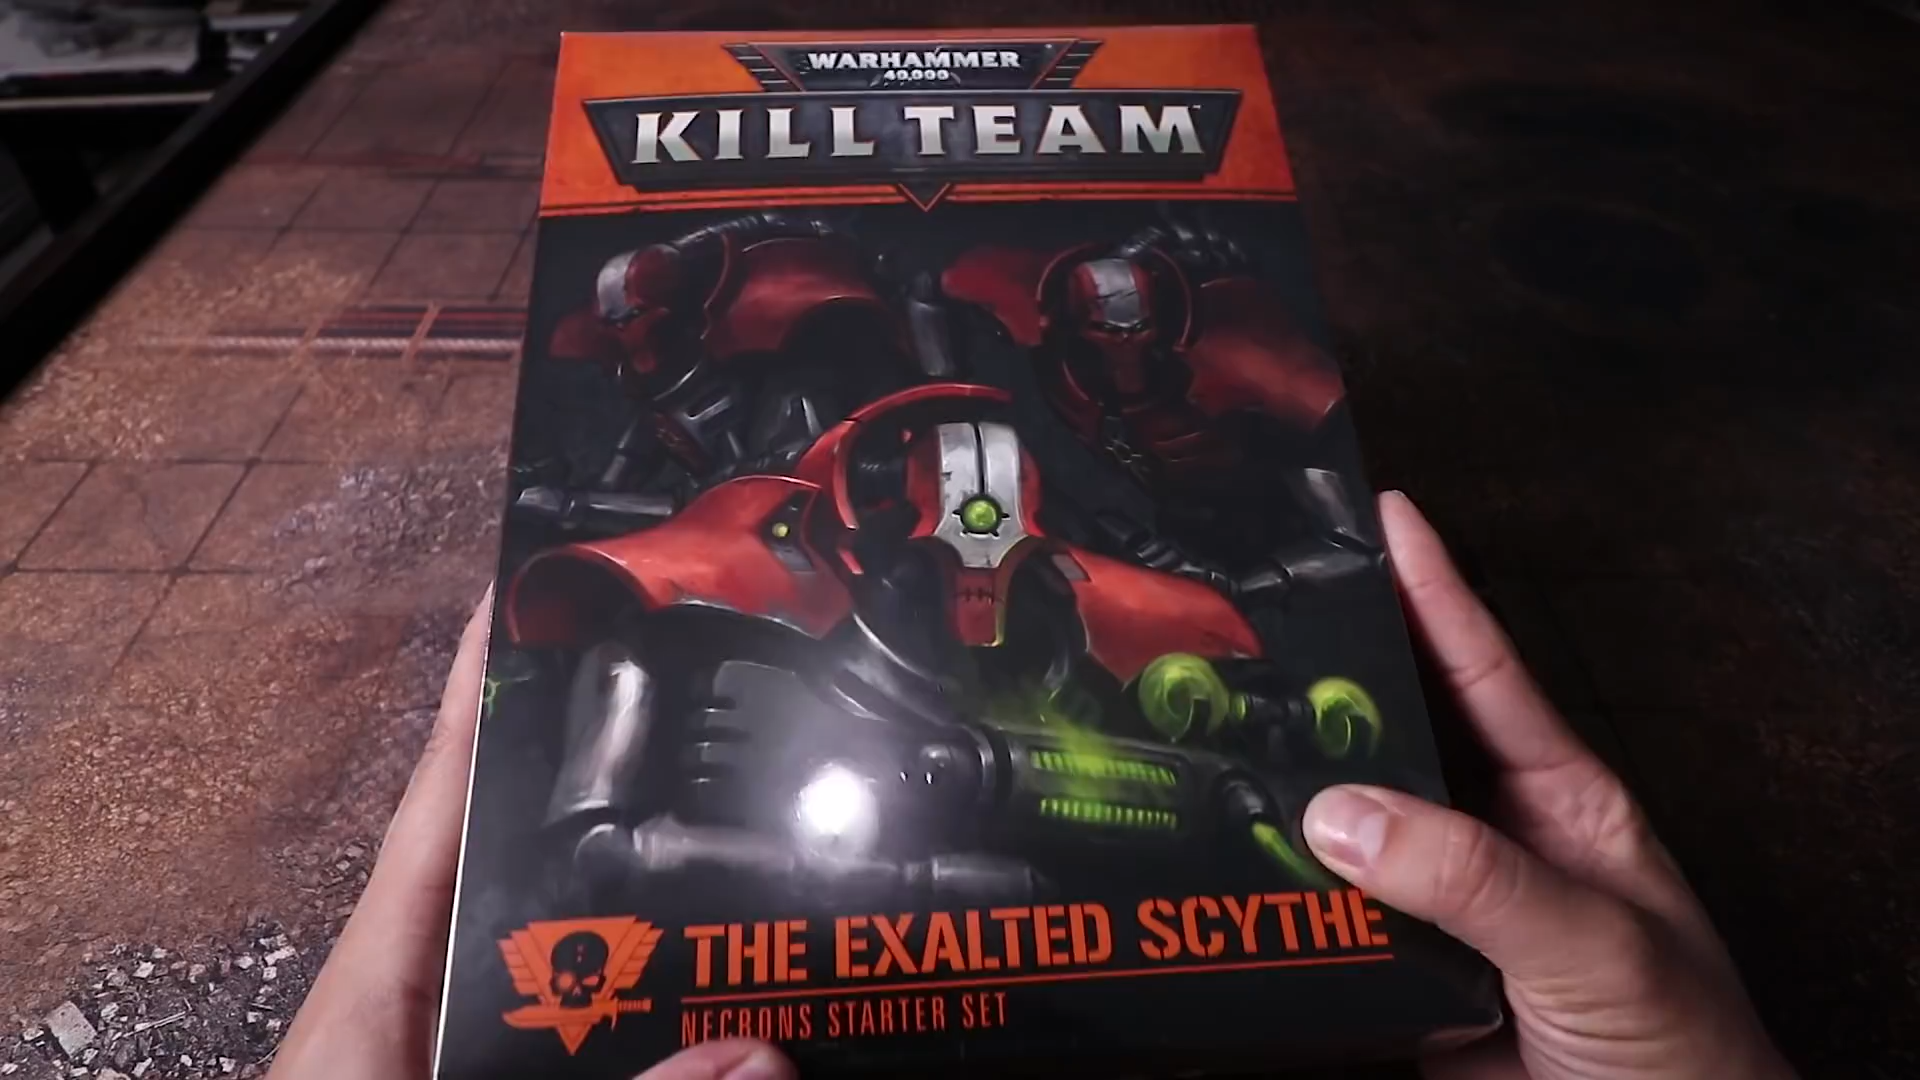 WARHAMMER
40,000
KILL TEAM
THE EXALTED SCYTHE
NECRONS STARTER SET